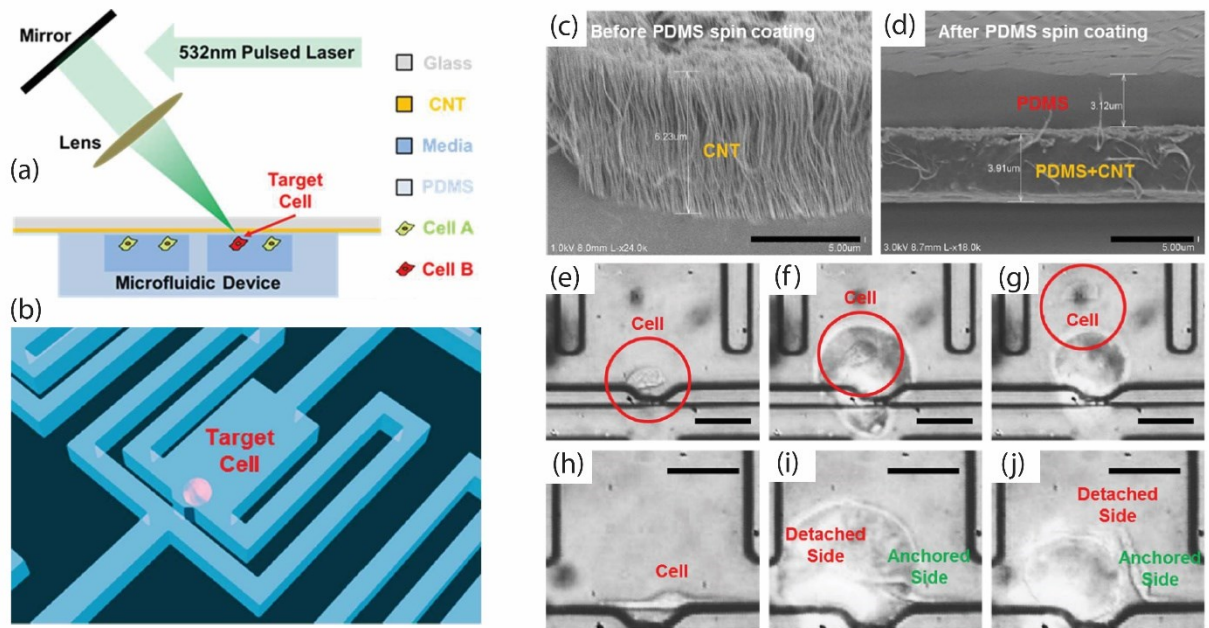 (a)
Mirror
532nm Pulsed Laser
Lens
Target
Cell
Glass
CNT
Media
PDMS
Cell A
Cell B
Microfluidic Device
(b)
Target
Cell
(c)
Before PDMS spin coating
6.23um
CNT
1.0kV 8.0mm L-x24.0k
5.00um
(d)
After PDMS spin coating
PDMS
3.12um
3.91um
PDMS+CNT
3.0kV 8.7mm L-x18.0k
5.00um
(e)
Cell
(f)
Cell
(g)
Cell
(h)
Cell
(i)
Detached
Side
Anchored
Side
(j)
Detached
Side
Anchored
Side